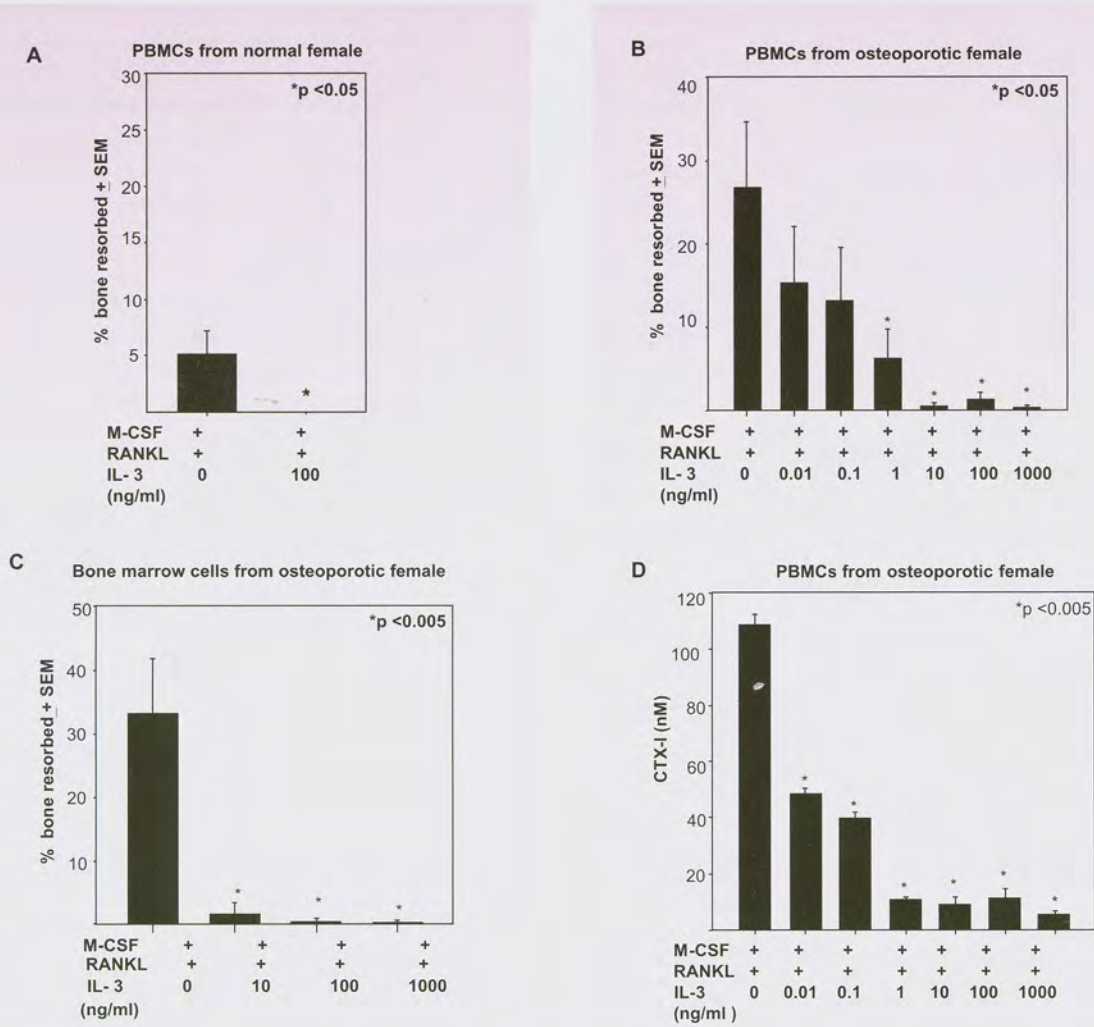 A
PBMCs from normal female
*p <0.05
% bone resorbed ± SEM
30
25
20
15
10
5
*
M-CSF + +
RANKL + +
IL- 3 0 100
(ng/ml)
B
PBMCs from osteoporotic female
*p <0.05
% bone resorbed ± SEM
40
30
20
10
* * * *
M-CSF + + + + + + +
RANKL + + + + + + +
IL- 3 0 0.01 0.1 1 10 100 1000
(ng/ml)
C
Bone marrow cells from osteoporotic female
*p <0.005
% bone resorbed ± SEM
50
40
30
20
10
* * *
M-CSF + + + +
RANKL + + + +
IL- 3 0 10 100 1000
(ng/ml)
D
PBMCs from osteoporotic female
*p <0.005
CTX-I (nM)
120
100
80
60
40
20
* * * * * *
M-CSF + + + + + + +
RANKL + + + + + + +
IL-3 0 0.01 0.1 1 10 100 1000
(ng/ml )